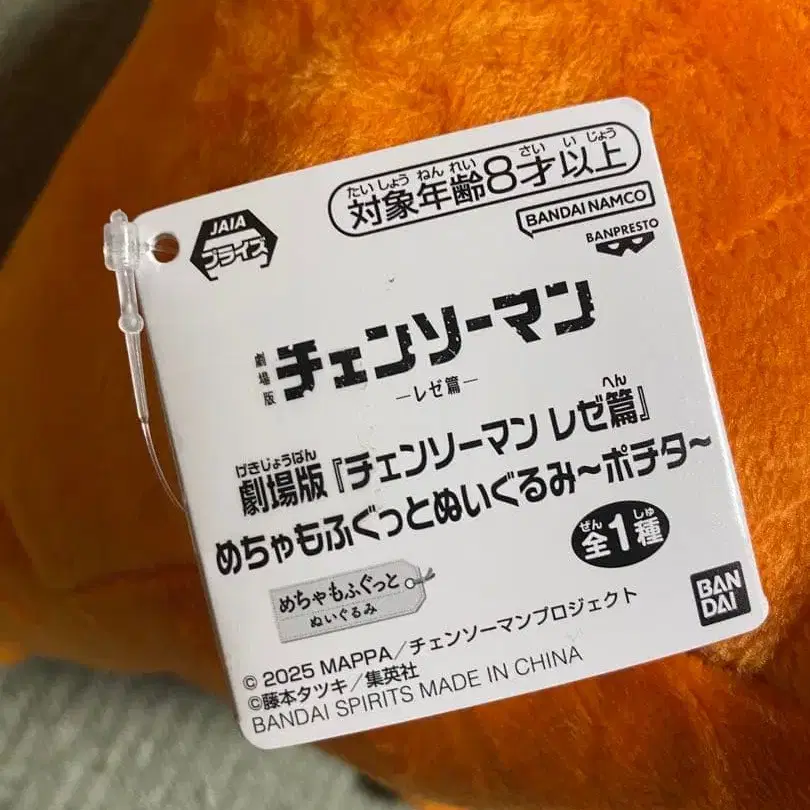 たいしょうねんれい さい い じょう
対象年齢8才以上
JAIA
プライズ
BANDAI NAMCO
BANPRESTO
劇場版
チェンソーマン
―レゼ篇―
げきじょうばん へん
劇場版『チェンソーマン レゼ篇』
めちゃもふぐっとぬいぐるみ～ポチタ～
ぜん しゅ
全1種
めちゃもふぐっと
ぬいぐるみ
BAN
DAI
© 2025 MAPPA/チェンソーマンプロジェクト
©藤本タツキ/集英社
BANDAI SPIRITS MADE IN CHINA